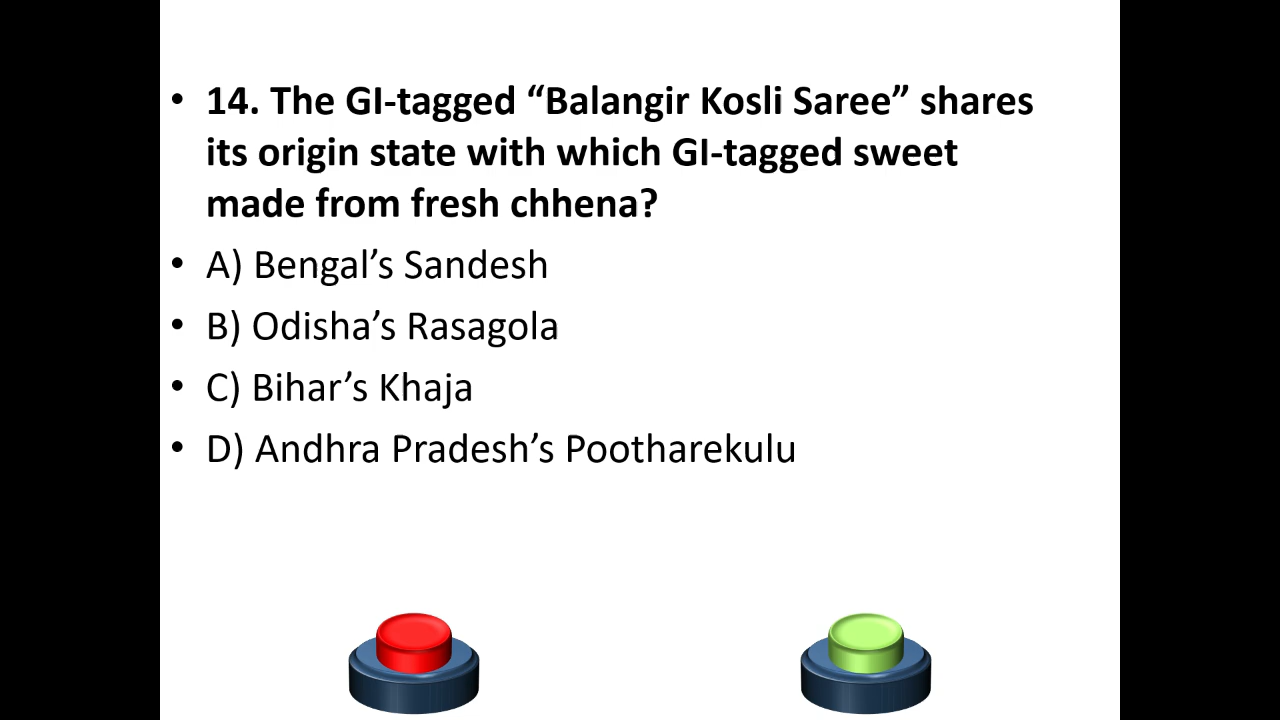 • 14. The GI-tagged “Balangir Kosli Saree” shares
its origin state with which GI-tagged sweet
made from fresh chhena?
• A) Bengal’s Sandesh
• B) Odisha’s Rasagola
• C) Bihar’s Khaja
• D) Andhra Pradesh’s Pootharekulu